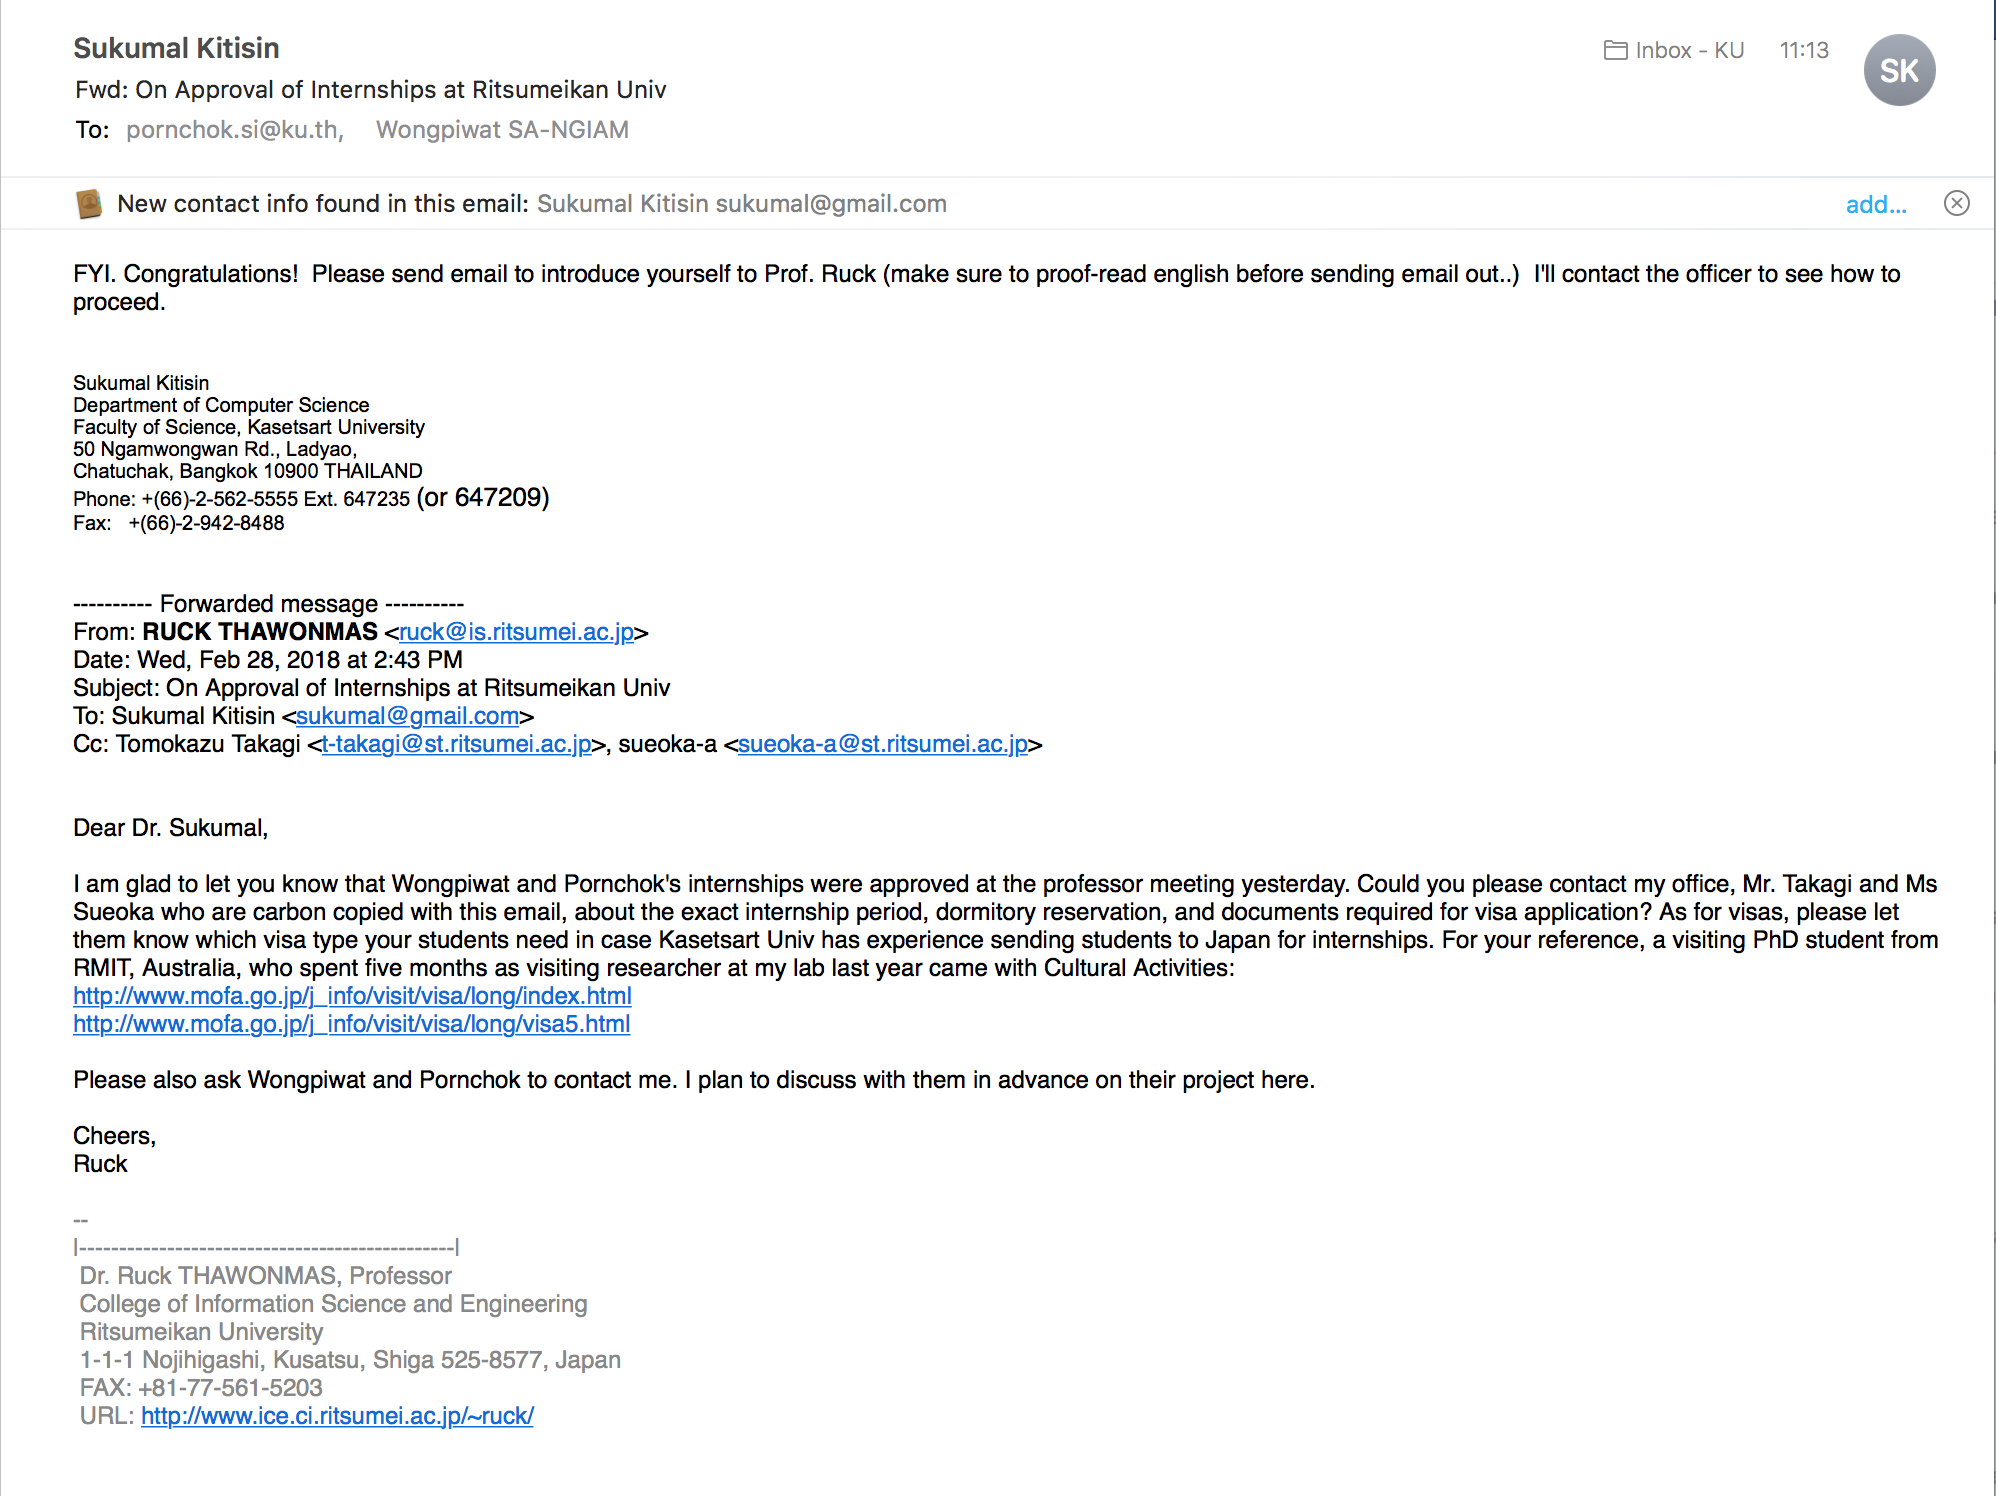 Sukumal Kitisin
Inbox - KU 11:13
SK
Fwd: On Approval of Internships at Ritsumeikan Univ
To: pornchok.si@ku.th, Wongpiwat SA-NGIAM
New contact info found in this email: Sukumal Kitisin sukumal@gmail.com
add...
FYI. Congratulations!  Please send email to introduce yourself to Prof. Ruck (make sure to proof-read english before sending email out..)  I'll contact the officer to see how to
proceed.
Sukumal Kitisin
Department of Computer Science
Faculty of Science, Kasetsart University
50 Ngamwongwan Rd., Ladyao,
Chatuchak, Bangkok 10900 THAILAND
Phone: +(66)-2-562-5555 Ext. 647235 (or 647209)
Fax:   +(66)-2-942-8488
---------- Forwarded message ----------
From: RUCK THAWONMAS <ruck@is.ritsumei.ac.jp>
Date: Wed, Feb 28, 2018 at 2:43 PM
Subject: On Approval of Internships at Ritsumeikan Univ
To: Sukumal Kitisin <sukumal@gmail.com>
Cc: Tomokazu Takagi <t-takagi@st.ritsumei.ac.jp>, sueoka-a <sueoka-a@st.ritsumei.ac.jp>
Dear Dr. Sukumal,
I am glad to let you know that Wongpiwat and Pornchok's internships were approved at the professor meeting yesterday. Could you please contact my office, Mr. Takagi and Ms
Sueoka who are carbon copied with this email, about the exact internship period, dormitory reservation, and documents required for visa application? As for visas, please let
them know which visa type your students need in case Kasetsart Univ has experience sending students to Japan for internships. For your reference, a visiting PhD student from
RMIT, Australia, who spent five months as visiting researcher at my lab last year came with Cultural Activities:
http://www.mofa.go.jp/j_info/visit/visa/long/index.html
http://www.mofa.go.jp/j_info/visit/visa/long/visa5.html
Please also ask Wongpiwat and Pornchok to contact me. I plan to discuss with them in advance on their project here.
Cheers,
Ruck
--
|-----------------------------------------------|
Dr. Ruck THAWONMAS, Professor
College of Information Science and Engineering
Ritsumeikan University
1-1-1 Nojihigashi, Kusatsu, Shiga 525-8577, Japan
FAX: +81-77-561-5203
URL: http://www.ice.ci.ritsumei.ac.jp/~ruck/